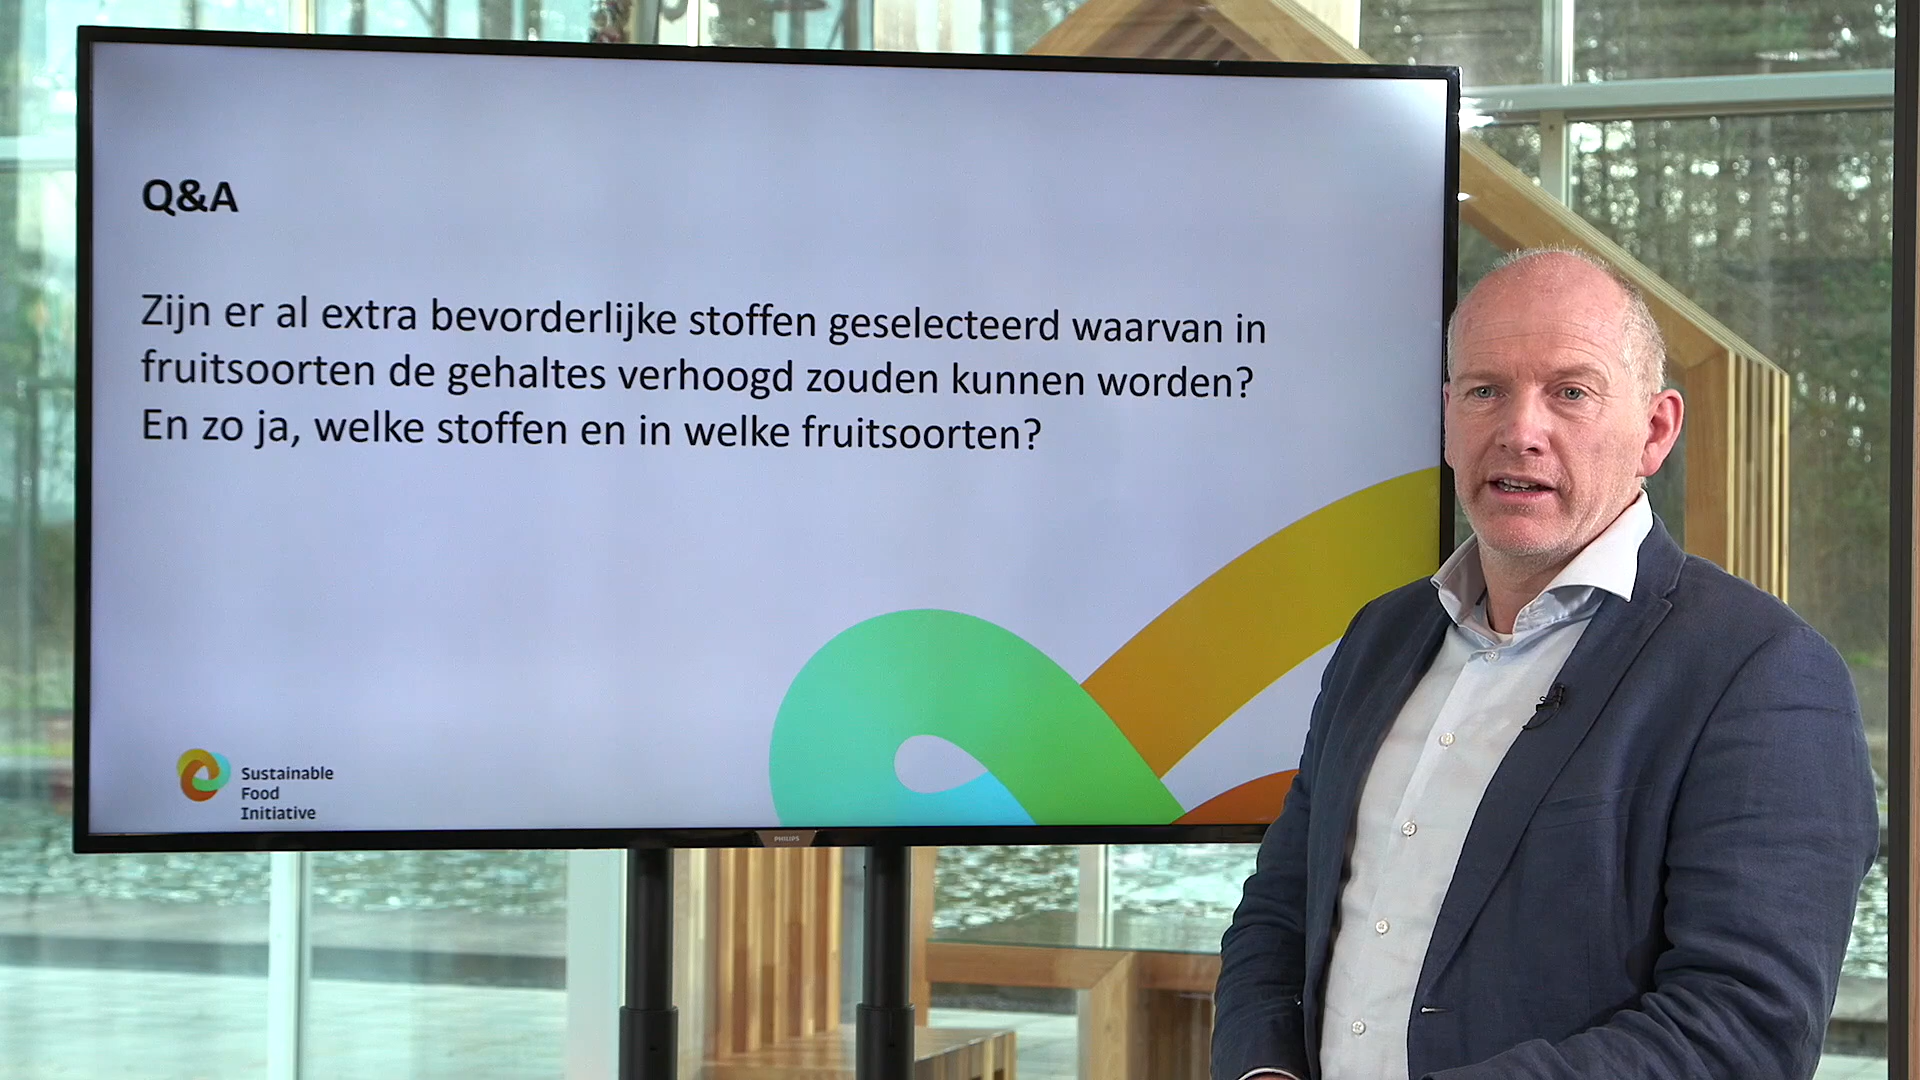 Q&A
Zijn er al extra bevorderlijke stoffen geselecteerd waarvan in
fruitsoorten de gehaltes verhoogd zouden kunnen worden?
En zo ja, welke stoffen en in welke fruitsoorten?
Sustainable
Food
Initiative
PHILIPS